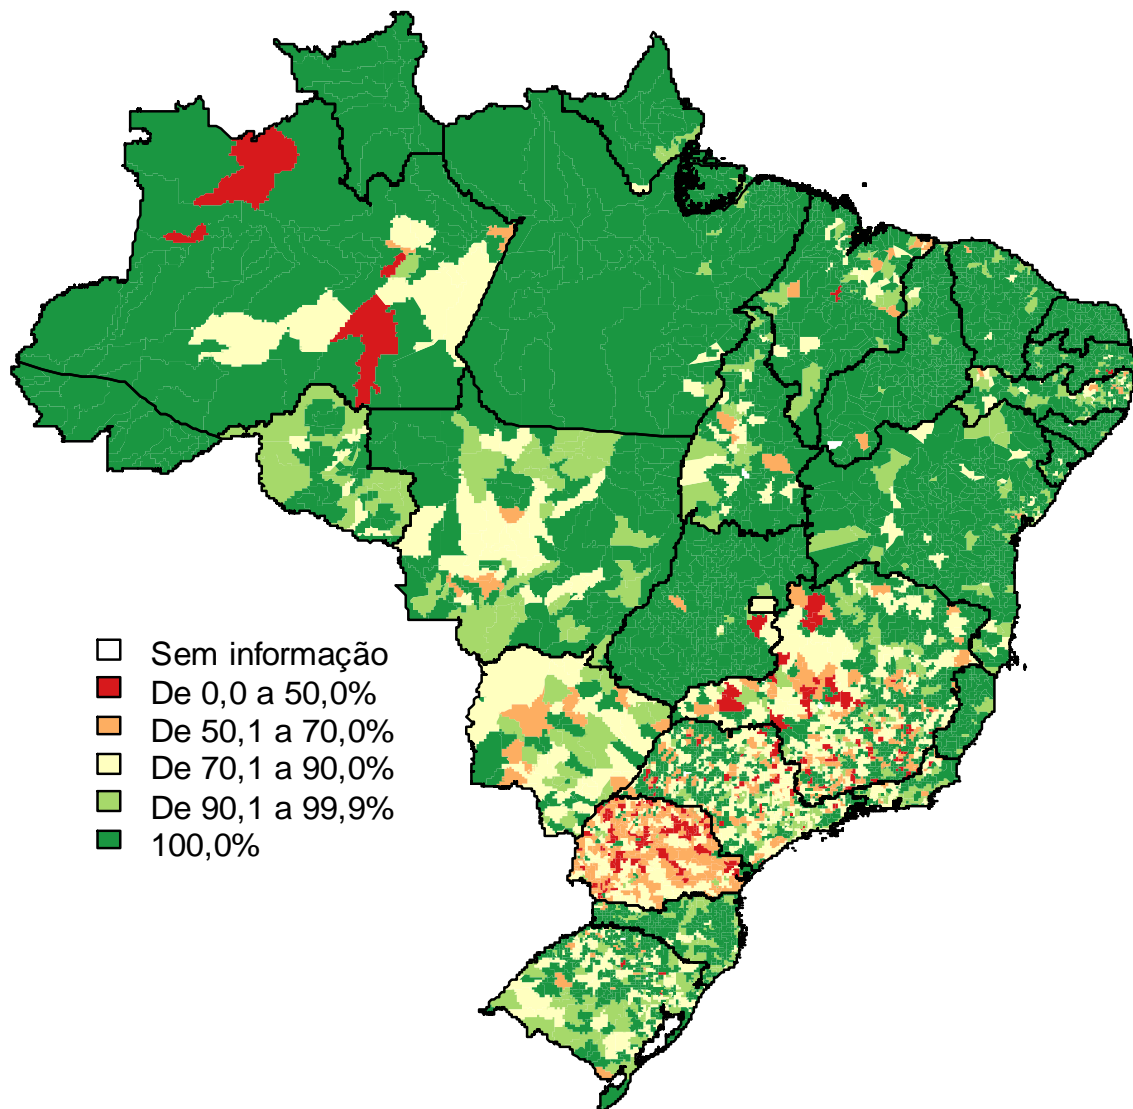 Sem informação
De 0,0 a 50,0%
De 50,1 a 70,0%
De 70,1 a 90,0%
De 90,1 a 99,9%
100,0%